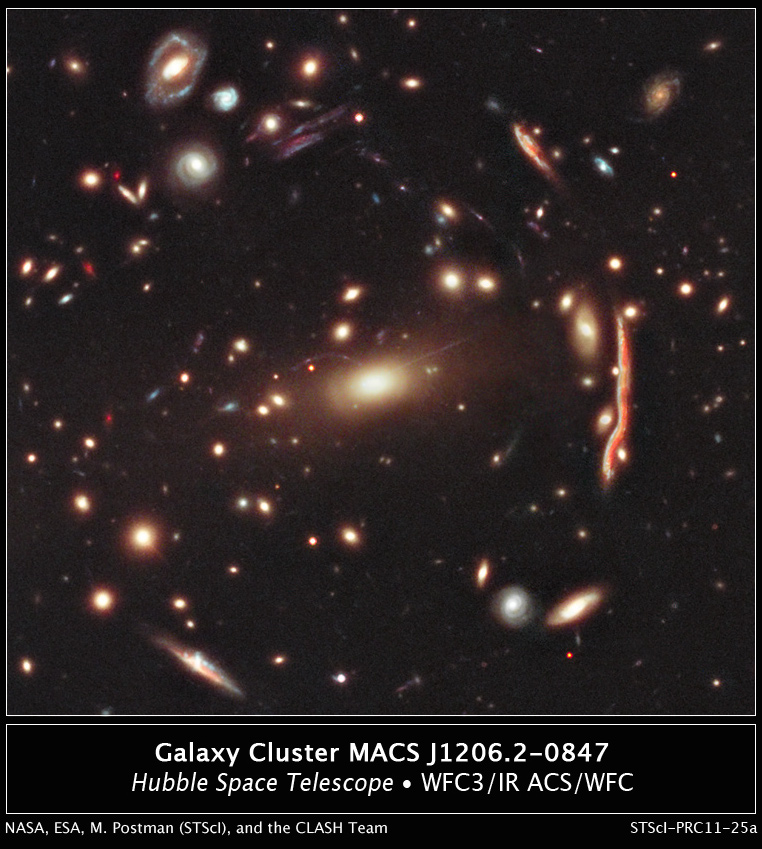 Galaxy Cluster MACS J1206.2–0847
Hubble Space Telescope • WFC3/IR ACS/WFC
NASA, ESA, M. Postman (STScI), and the CLASH Team
STScI-PRC11-25a